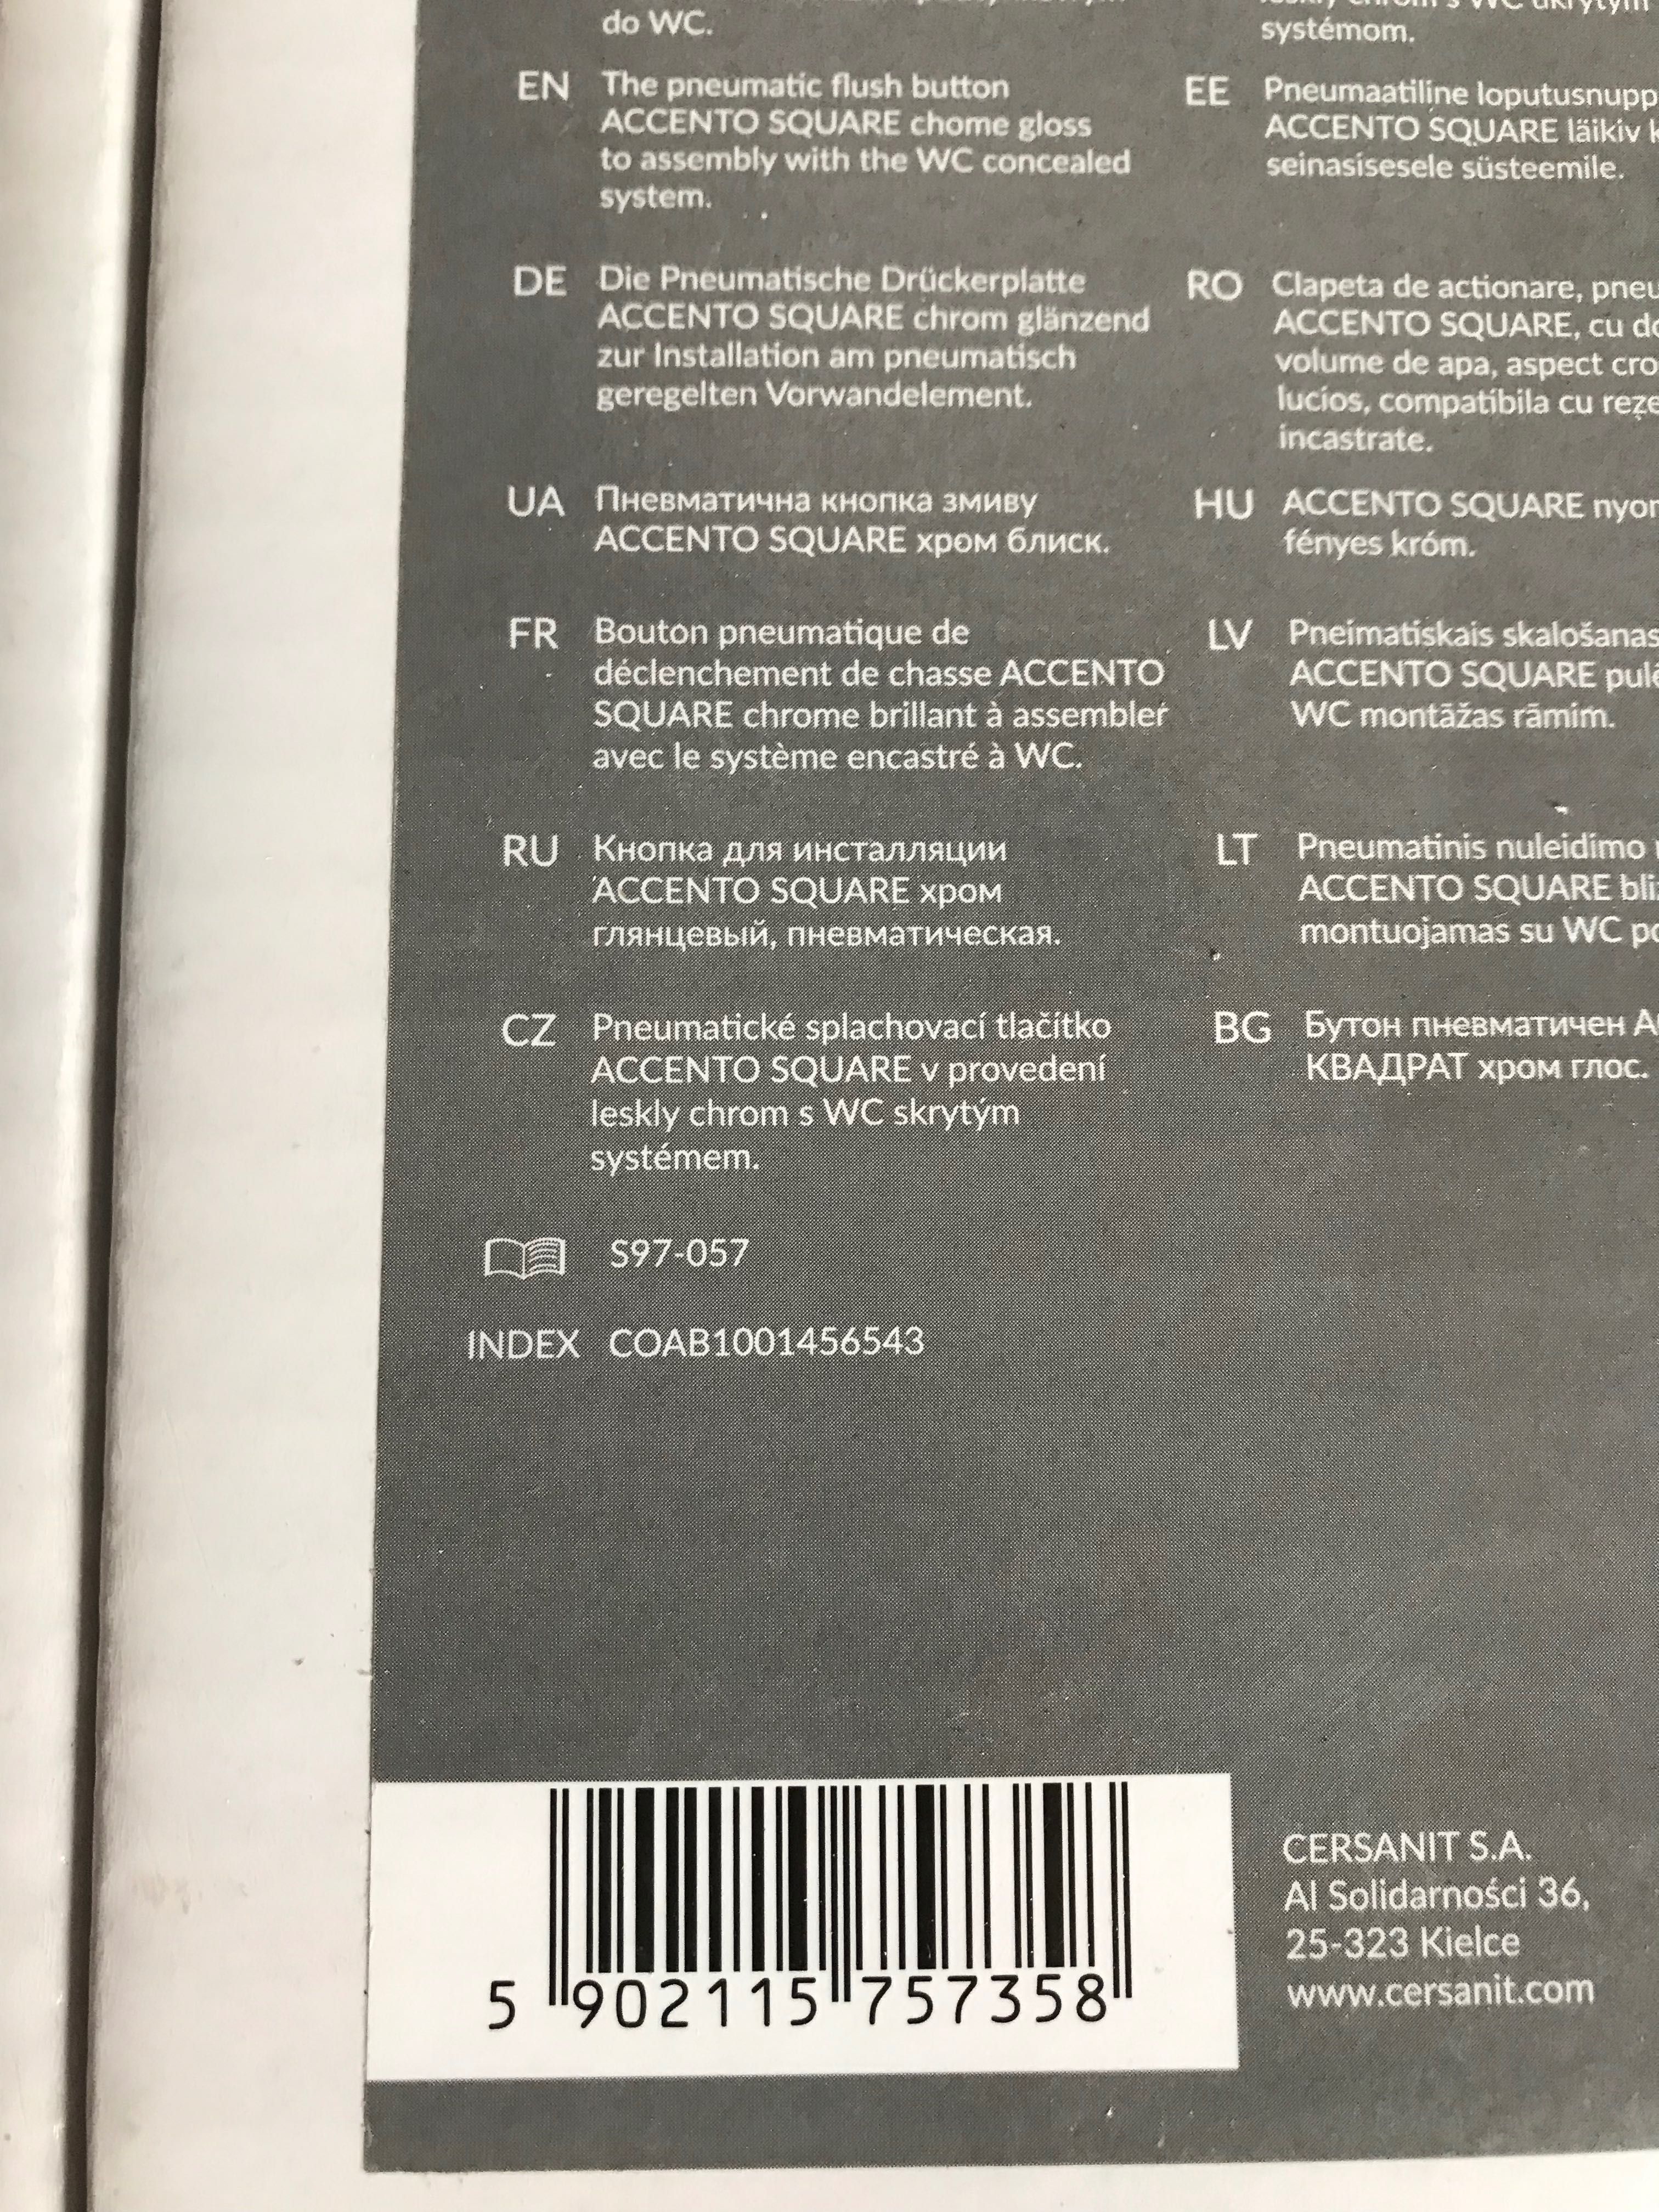 do WC.
EN The pneumatic flush button
ACCENTO SQUARE chome gloss
to assembly with the WC concealed
system.
DE Die Pneumatische Drückerplatte
ACCENTO SQUARE chrom glänzend
zur Installation am pneumatisch
geregelten Vorwandelement.
UA Пневматична кнопка змиву
ACCENTO SQUARE хром блиск.
FR Bouton pneumatique de
déclenchement de chasse ACCENTO
SQUARE chrome brillant à assembler
avec le système encastré à WC.
RU Кнопка для инсталляции
ACCENTO SQUARE хром
глянцевый, пневматическая.
CZ Pneumatické splachovací tlačítko
ACCENTO SQUARE v provedení
leskly chrom s WC skrytým
systémem.
S97-057
INDEX COAB1001456543
systémom.
EE Pneumaatiline loputusnupp
ACCENTO SQUARE läikiv
seinasisesele süsteemile.
RO Clapeta de actionare,
ACCENTO SQUARE, cu
volume de apa, aspect
lucios, compatibila cu
incastrate.
HU ACCENTO SQUARE
fényes króm.
LV Pneimatiskais skalošanas
ACCENTO SQUARE
WC montāžas rāmim.
LT Pneumatinis nuleidimo
ACCENTO SQUARE
montuojamas su WC
BG Бутон пневматичен
КВАДРАТ хром глос.
5 902115 757358
CERSANIT S.A.
Al Solidarności 36,
25-323 Kielce
www.cersanit.com